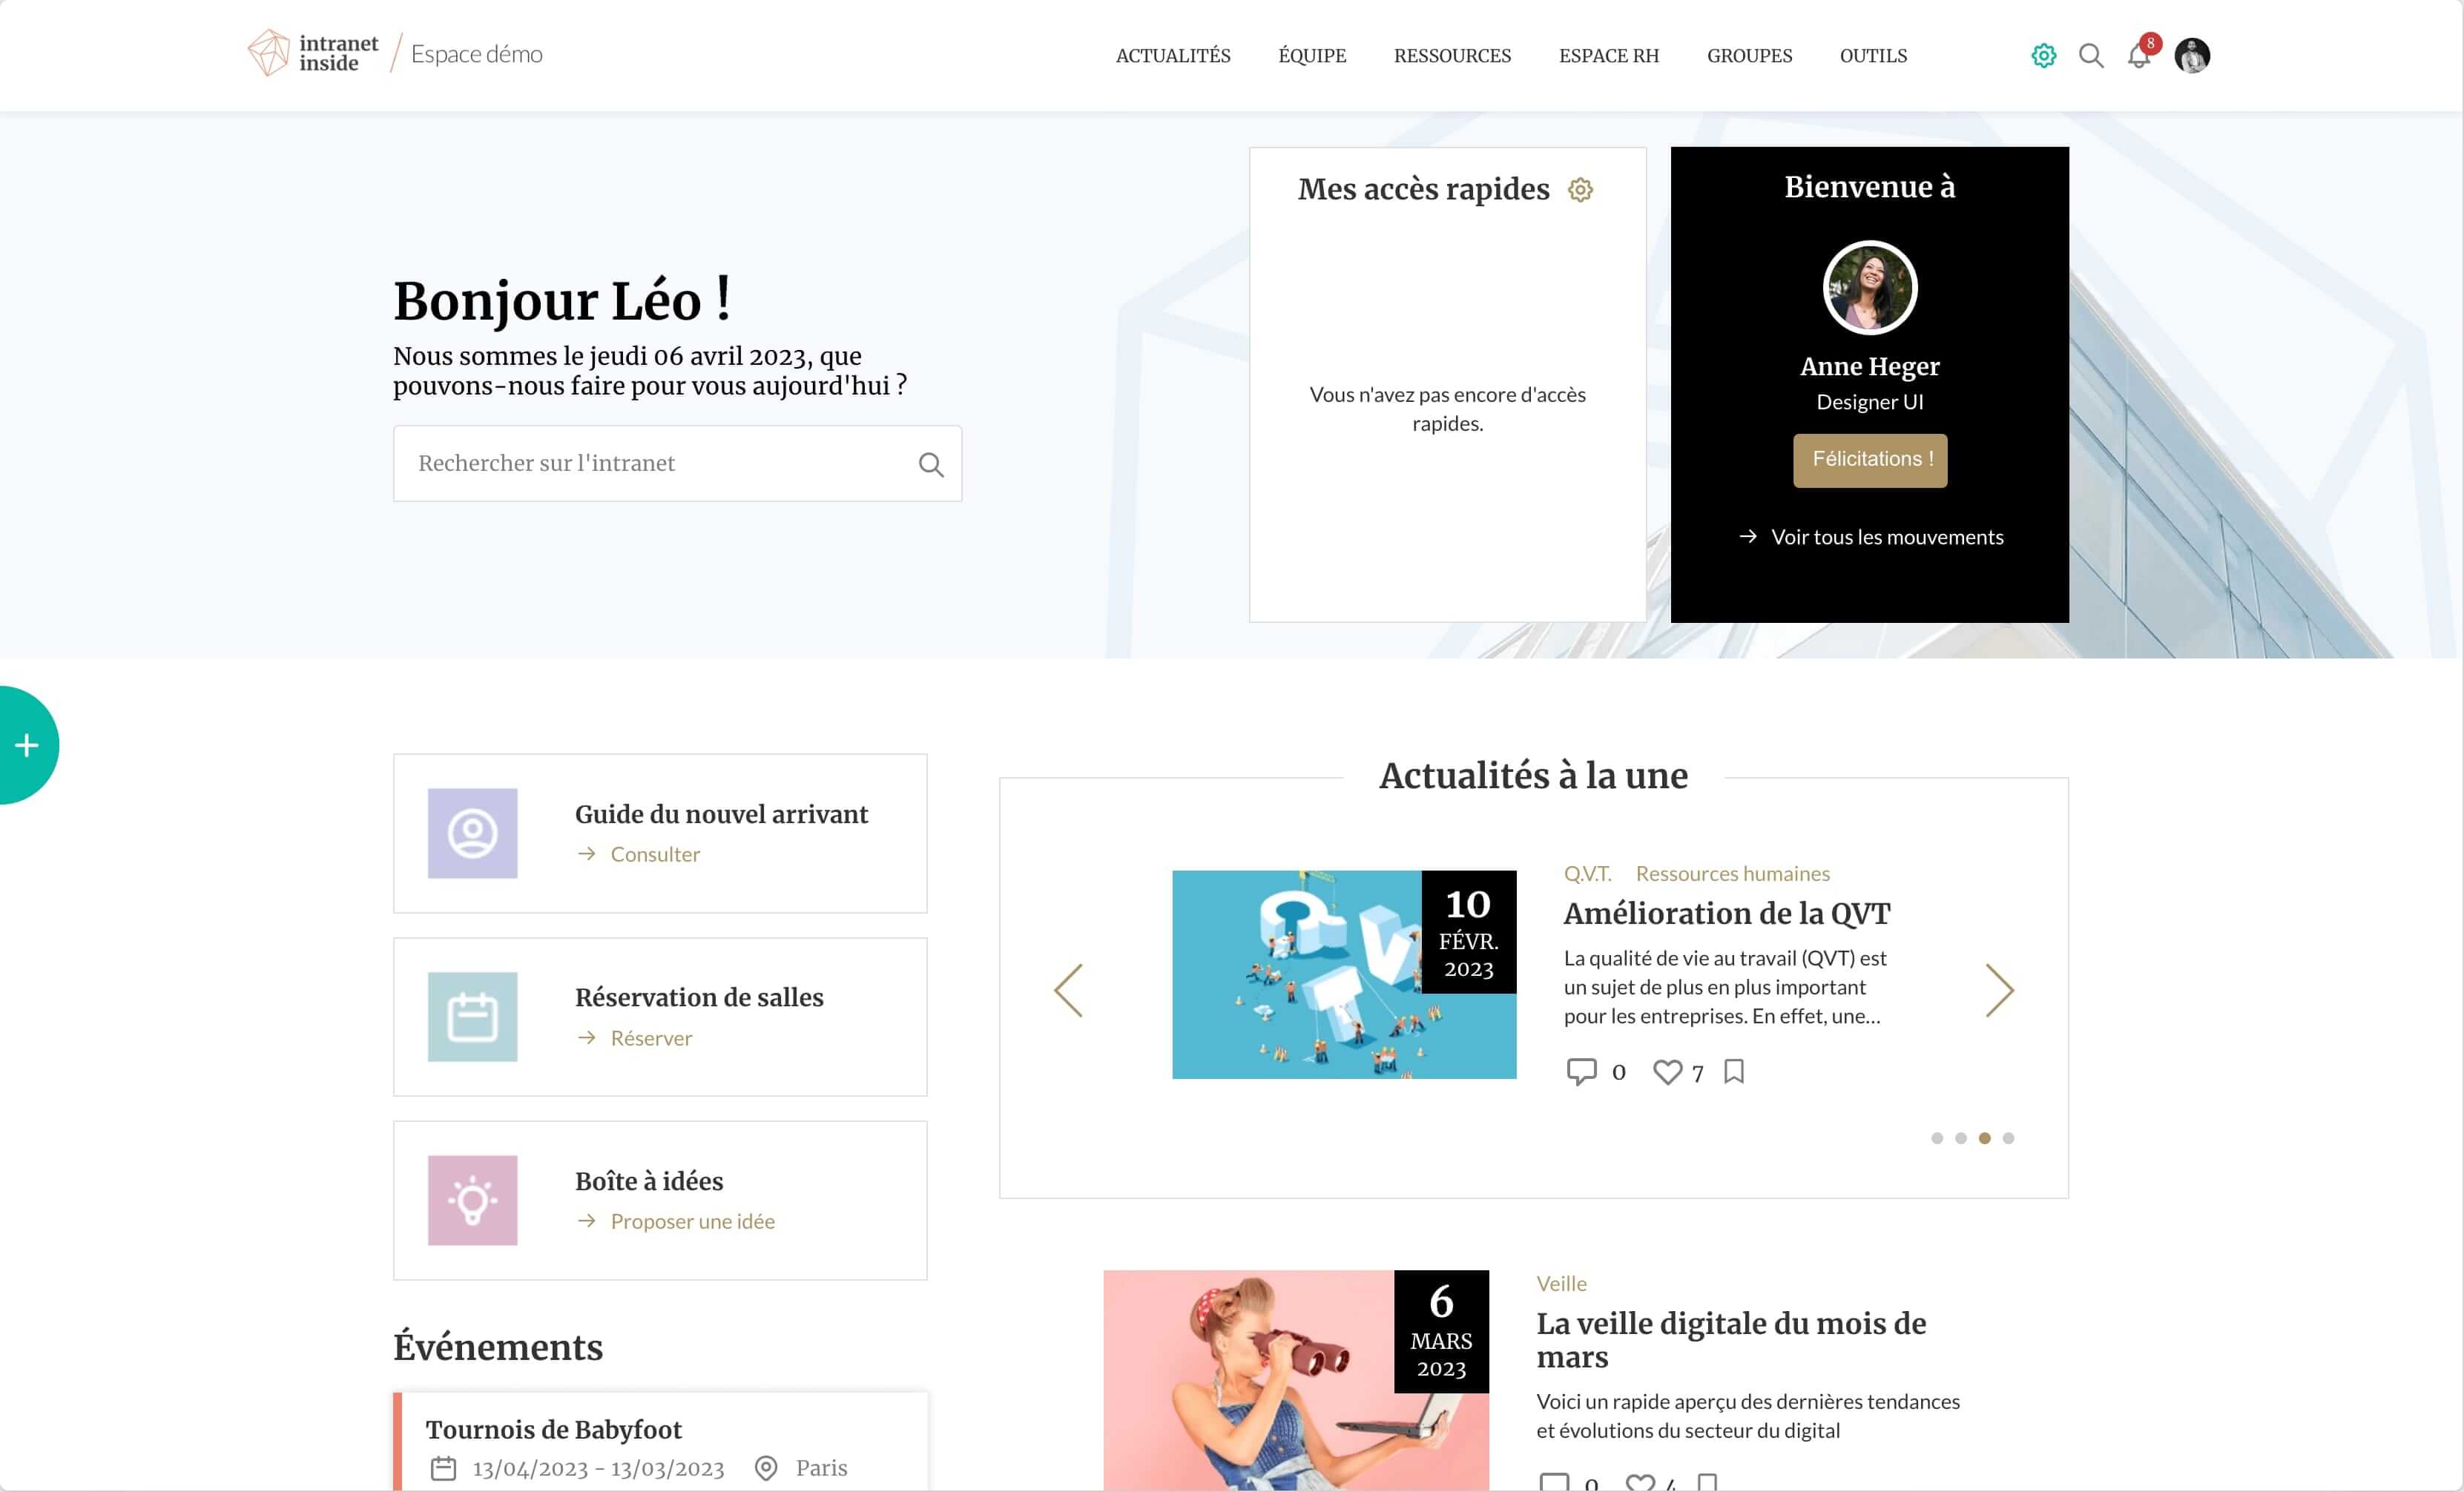 intranet
inside
Espace démo
ACTUALITÉS ÉQUIPE RESSOURCES ESPACE RH GROUPES OUTILS
8
Bonjour Léo !
Nous sommes le jeudi 06 avril 2023, que
pouvons-nous faire pour vous aujourd'hui ?
Rechercher sur l'intranet
Mes accès rapides
Vous n'avez pas encore d'accès
rapides.
Bienvenue à
Anne Heger
Designer UI
Félicitations !
Voir tous les mouvements
Guide du nouvel arrivant
Consulter
Réservation de salles
Réserver
Boîte à idées
Proposer une idée
Événements
Tournois de Babyfoot
13/04/2023 - 13/03/2023 Paris
Actualités à la une
QVT
10
FÉVR.
2023
Q.V.T. Ressources humaines
Amélioration de la QVT
La qualité de vie au travail (QVT) est
un sujet de plus en plus important
pour les entreprises. En effet, une...
0 7
6
MARS
2023
Veille
La veille digitale du mois de
mars
Voici un rapide aperçu des dernières tendances
et évolutions du secteur du digital
0 4